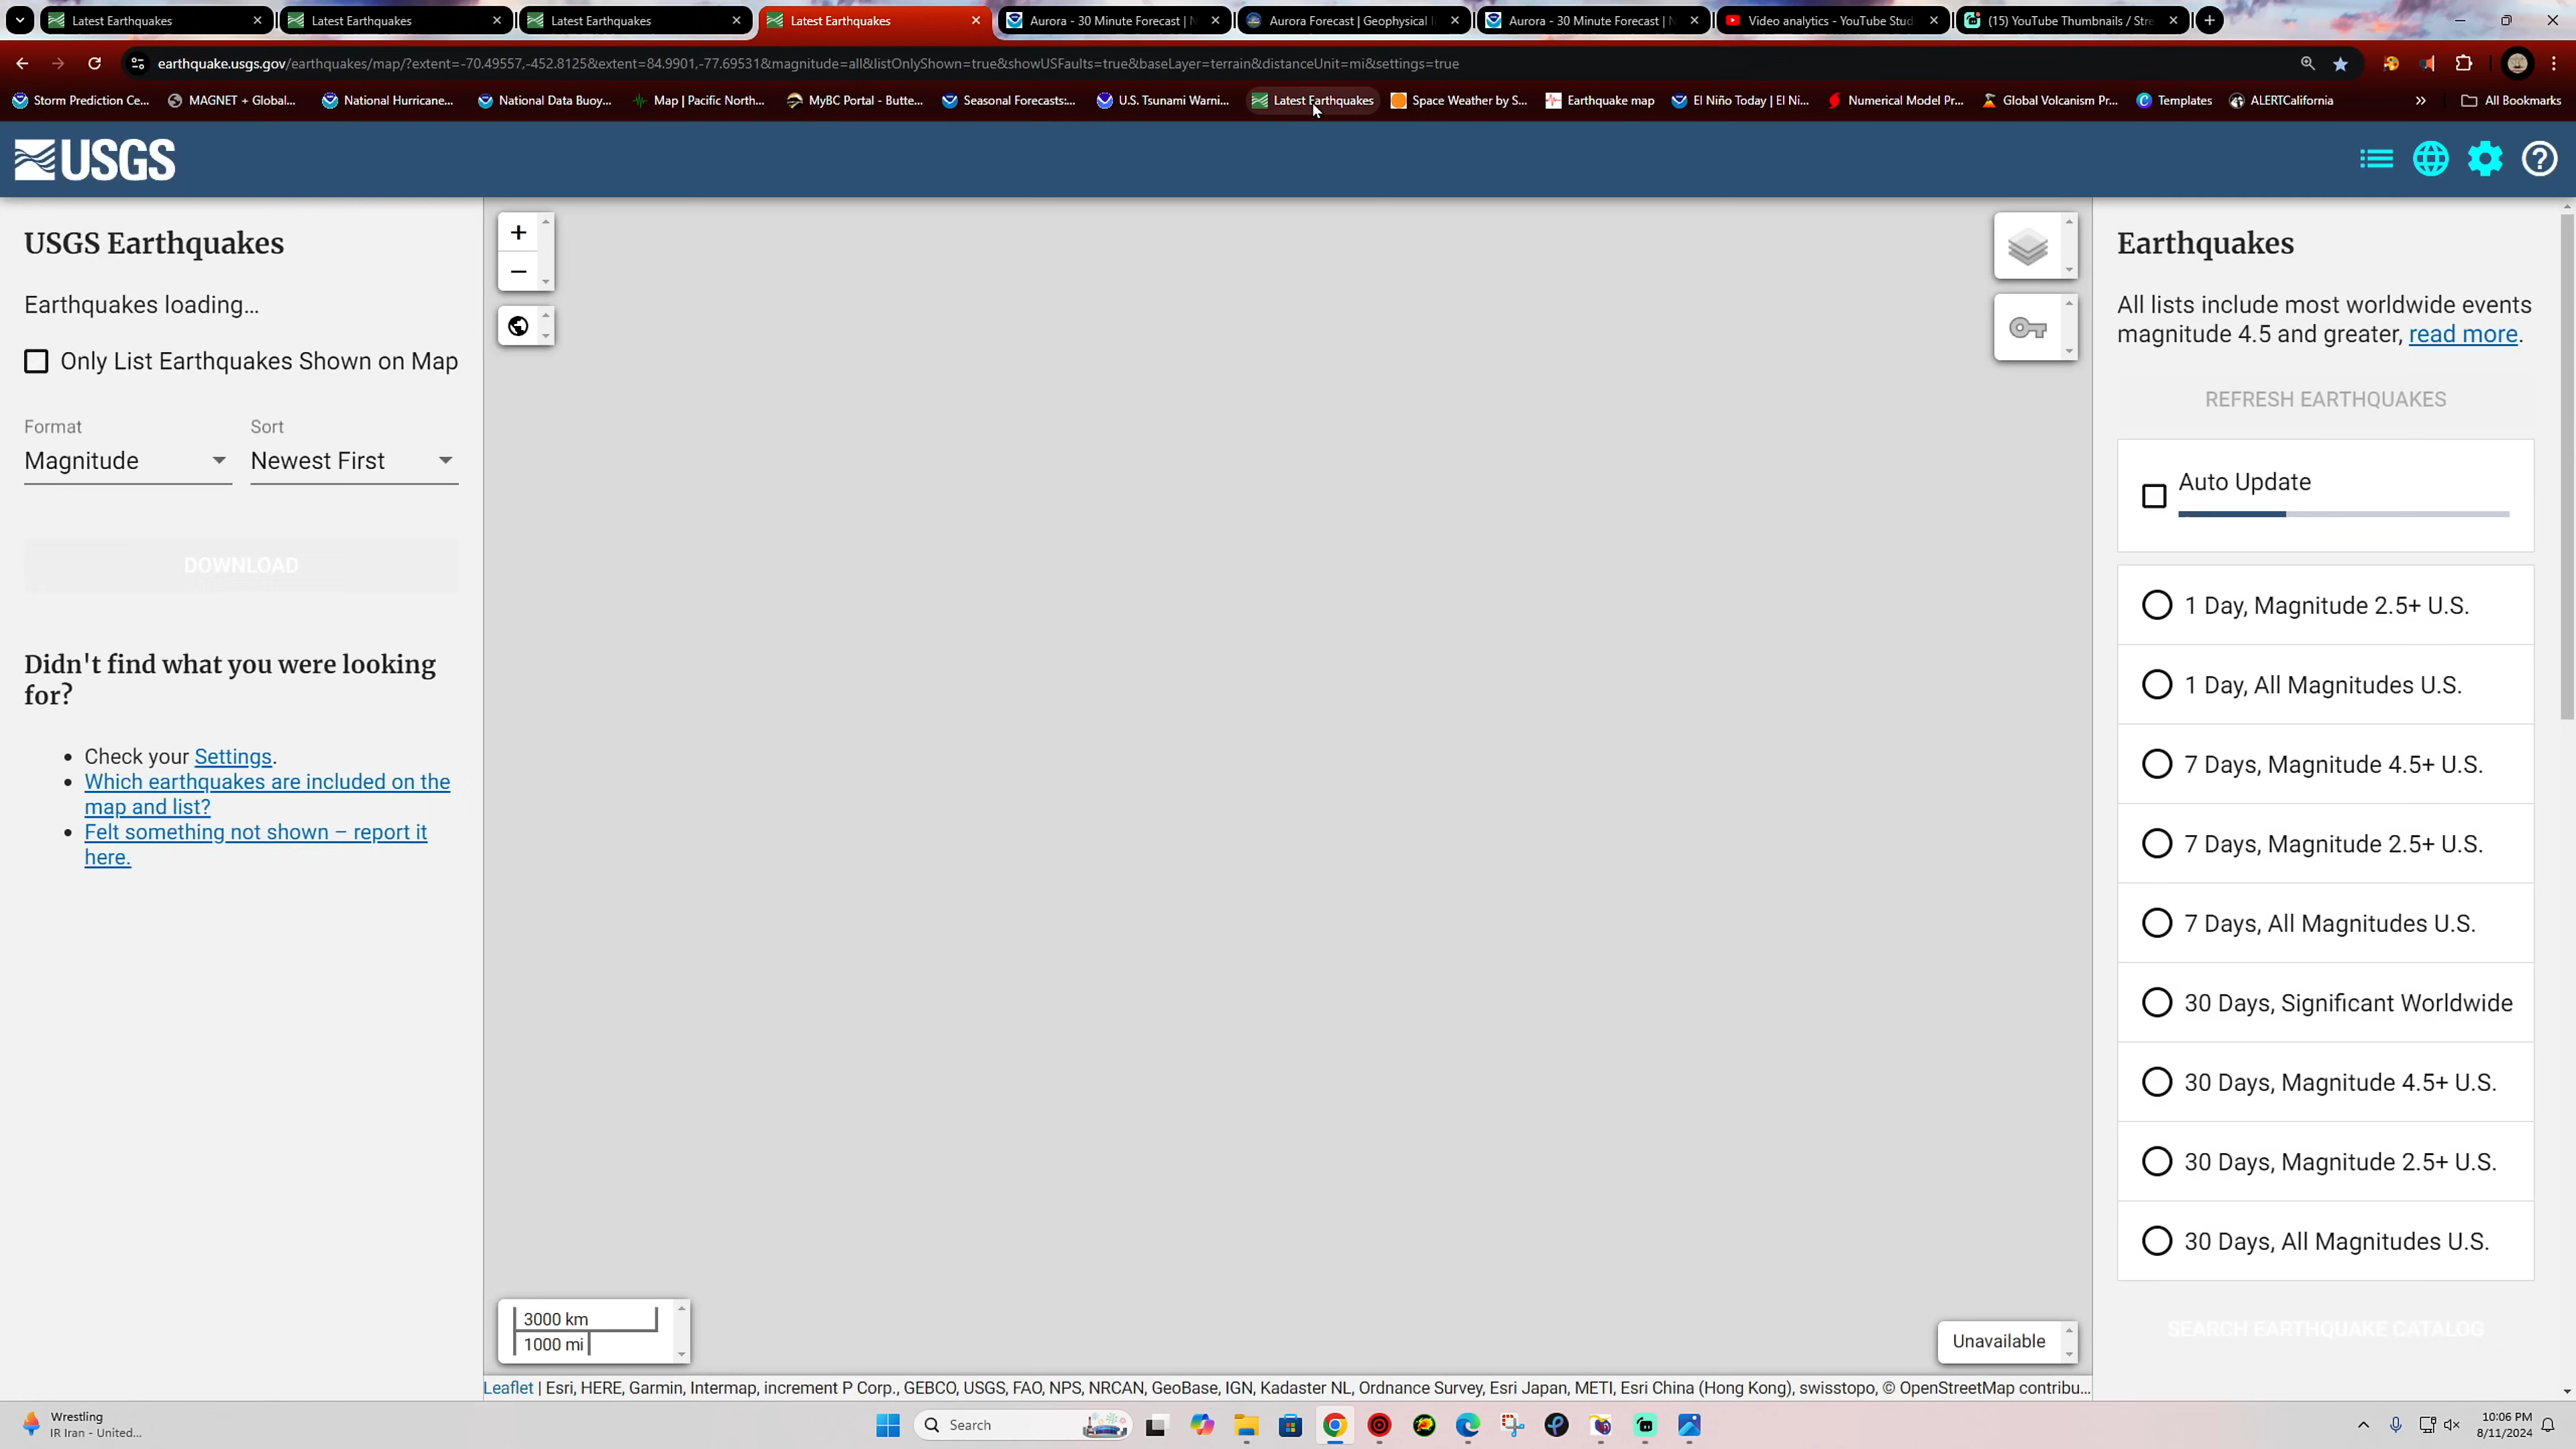 Latest Earthquakes
Latest Earthquakes
Latest Earthquakes
Latest Earthquakes
Aurora - 30 Minute Forecast | N
Aurora Forecast | Geophysical I
Aurora - 30 Minute Forecast | N
Video analytics - YouTube Stud
(15) YouTube Thumbnails / Stre
earthquake.usgs.gov/earthquakes/map/?extent=-70.49557,-452.8125&extent=84.9901,-77.69531&magnitude=all&listOnlyShown=true&showUSFaults=true&baseLayer=terrain&distanceUnit=mi&settings=true
Storm Prediction Ce...
MAGNET + Global...
National Hurricane...
National Data Buoy...
Map | Pacific North...
MyBC Portal - Butte...
Seasonal Forecasts:...
U.S. Tsunami Warni...
Latest Earthquakes
Space Weather by S...
Earthquake map
El Niño Today | El Ni...
Numerical Model Pr...
Global Volcanism Pr...
Templates
ALERTCalifornia
All Bookmarks
USGS
USGS Earthquakes
Earthquakes loading...
Only List Earthquakes Shown on Map
Format
Sort
Magnitude
Newest First
DOWNLOAD
Didn't find what you were looking
for?
Check your Settings.
Which earthquakes are included on the
map and list?
Felt something not shown – report it
here.
+
−
3000 km
1000 mi
Unavailable
Leaflet | Esri, HERE, Garmin, Intermap, increment P Corp., GEBCO, USGS, FAO, NPS, NRCAN, GeoBase, IGN, Kadaster NL, Ordnance Survey, Esri Japan, METI, Esri China (Hong Kong), swisstopo, © OpenStreetMap contribu...
Earthquakes
All lists include most worldwide events
magnitude 4.5 and greater, read more.
REFRESH EARTHQUAKES
Auto Update
1 Day, Magnitude 2.5+ U.S.
1 Day, All Magnitudes U.S.
7 Days, Magnitude 4.5+ U.S.
7 Days, Magnitude 2.5+ U.S.
7 Days, All Magnitudes U.S.
30 Days, Significant Worldwide
30 Days, Magnitude 4.5+ U.S.
30 Days, Magnitude 2.5+ U.S.
30 Days, All Magnitudes U.S.
SEARCH EARTHQUAKE CATALOG
Wrestling
IR Iran - United...
Search
10:06 PM
8/11/2024